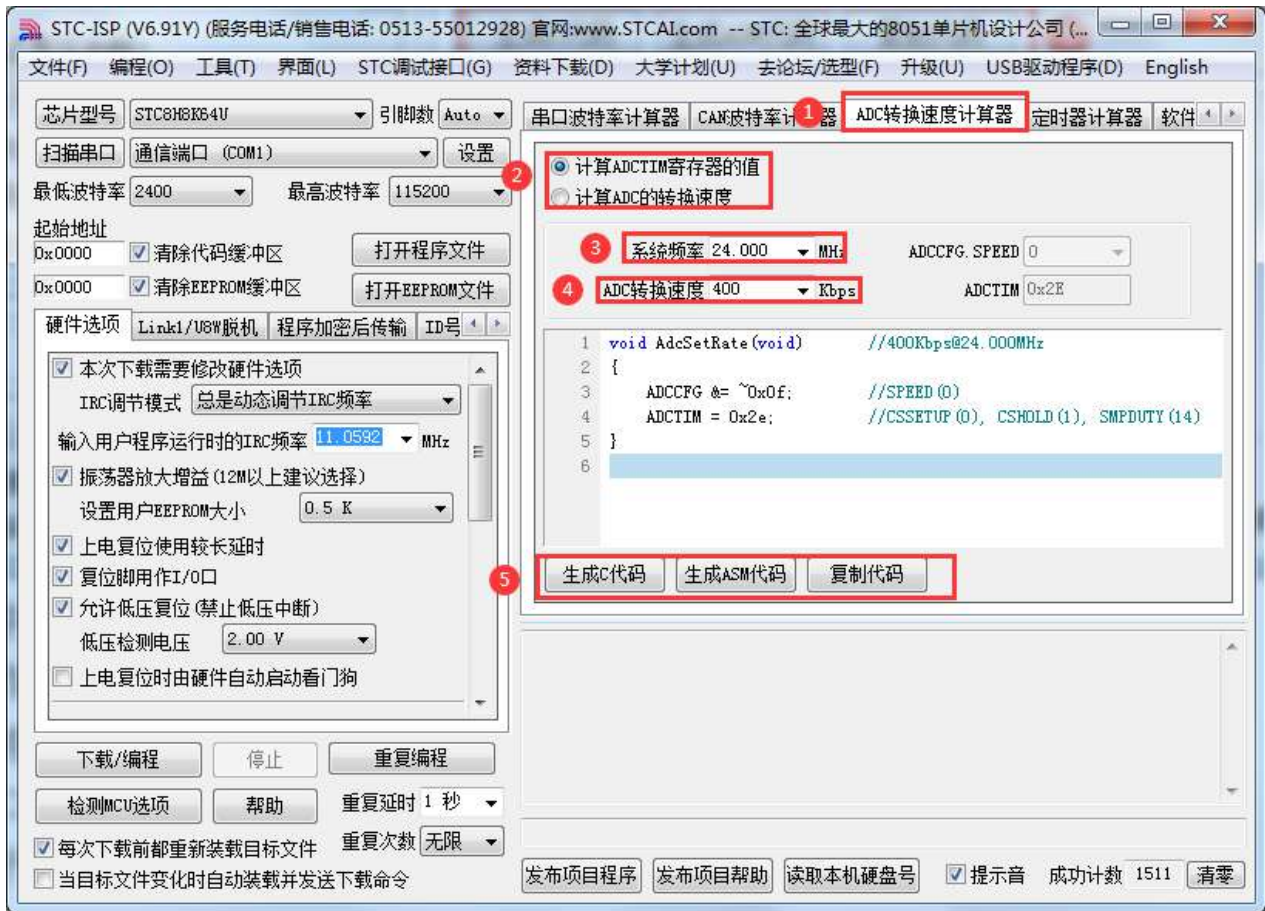 STC-ISP (V6.91Y) (服务电话/销售电话: 0513-55012928) 官网:www.STCAI.com -- STC: 全球最大的8051单片机设计公司 (...
文件(F) 编程(O) 工具(T) 界面(L) STC调试接口(G) 资料下载(D) 大学计划(U) 去论坛/选型(F) 升级(U) USB驱动程序(D) English
芯片型号 STC8H8K64U 引脚数 Auto
扫描串口 通信端口 (COM1) 设置
最低波特率 2400 最高波特率 115200
起始地址
0x0000 清除代码缓冲区 打开程序文件
0x0000 清除EEPROM缓冲区 打开EEPROM文件
硬件选项 Link1/U8W脱机 程序加密后传输 ID号
本次下载需要修改硬件选项
IRC调节模式 总是动态调节IRC频率
输入用户程序运行时的IRC频率 11.0592 MHz
振荡器放大增益(12M以上建议选择)
设置用户EEPROM大小 0.5 K
上电复位使用较长延时
复位脚用作I/O口
允许低压复位(禁止低压中断)
低压检测电压 2.00 V
上电复位时由硬件自动启动看门狗
下载/编程 停止 重复编程
检测MCU选项 帮助 重复延时 1 秒
每次下载前都重新装载目标文件 重复次数 无限
当目标文件变化时自动装载并发送下载命令
串口波特率计算器 CAN波特率计 器 1 ADC转换速度计算器 定时器计算器 软件
2 计算ADCTIM寄存器的值
计算ADC的转换速度
3 系统频率 24.000 MHz ADCCFG.SPEED 0
4 ADC转换速度 400 Kbps ADCTIM 0x2E
1 void AdcSetRate(void) //400Kbps@24.000MHz
2 {
3 ADCCFG &= ~0x0f; //SPEED(0)
4 ADCTIM = 0x2e; //CSSETUP(0), CSHOLD(1), SMPDUTY(14)
5 }
6
5 生成C代码 生成ASM代码 复制代码
发布项目程序 发布项目帮助 读取本机硬盘号 提示音 成功计数 1511 清零